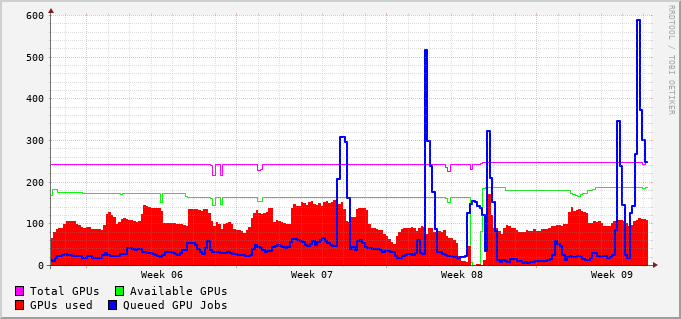 600
500
400
300
200
100
0
Week 06 Week 07 Week 08 Week 09
Total GPUs Available GPUs
GPUs used Queued GPU Jobs
RRDTOOL / TOBI OETIKER